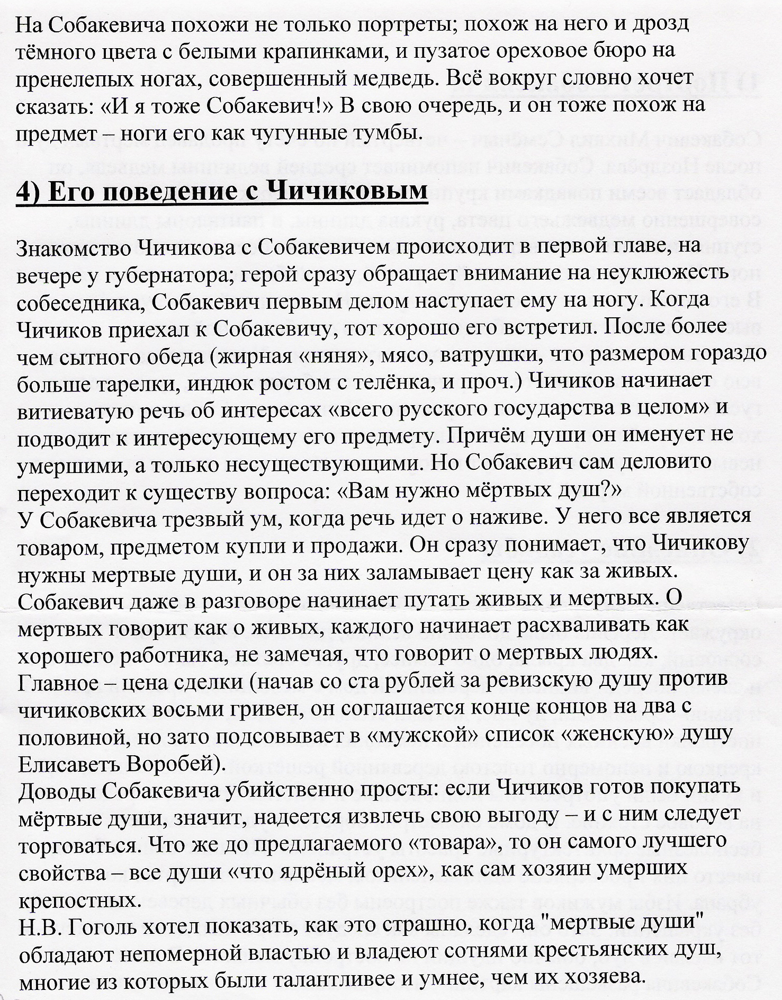 На Собакевича похожи не только портреты; похож на него и дрозд
тёмного цвета с белыми крапинками, и пузатое ореховое бюро на
пренелепых ногах, совершенный медведь. Всё вокруг словно хочет
сказать: «И я тоже Собакевич!» В свою очередь, и он тоже похож на
предмет – ноги его как чугунные тумбы.
4) Его поведение с Чичиковым
Знакомство Чичикова с Собакевичем происходит в первой главе, на
вечере у губернатора; герой сразу обращает внимание на неуклюжесть
собеседника, Собакевич первым делом наступает ему на ногу. Когда
Чичиков приехал к Собакевичу, тот хорошо его встретил. После более
чем сытного обеда (жирная «няня», мясо, ватрушки, что размером гораздо
больше тарелки, индюк ростом с телёнка, и проч.) Чичиков начинает
витиеватую речь об интересах «всего русского государства в целом» и
подводит к интересующему его предмету. Причём души он именует не
умершими, а только несуществующими. Но Собакевич сам деловито
переходит к существу вопроса: «Вам нужно мёртвых душ?»
У Собакевича трезвый ум, когда речь идет о наживе. У него все является
товаром, предметом купли и продажи. Он сразу понимает, что Чичикову
нужны мертвые души, и он за них заламывает цену как за живых.
Собакевич даже в разговоре начинает путать живых и мертвых. О
мертвых говорит как о живых, каждого начинает расхваливать как
хорошего работника, не замечая, что говорит о мертвых людях.
Главное – цена сделки (начав со ста рублей за ревизскую душу против
чичиковских восьми гривен, он соглашается конце концов на два с
половиной, но зато подсовывает в «мужской» список «женскую» душу
Елисаветъ Воробей).
Доводы Собакевича убийственно просты: если Чичиков готов покупать
мёртвые души, значит, надеется извлечь свою выгоду – и с ним следует
торговаться. Что же до предлагаемого «товара», то он самого лучшего
свойства – все души «что ядрёный орех», как сам хозяин умерших
крепостных.
Н.В. Гоголь хотел показать, как это страшно, когда "мертвые души"
обладают непомерной властью и владеют сотнями крестьянских душ,
многие из которых были талантливее и умнее, чем их хозяева.